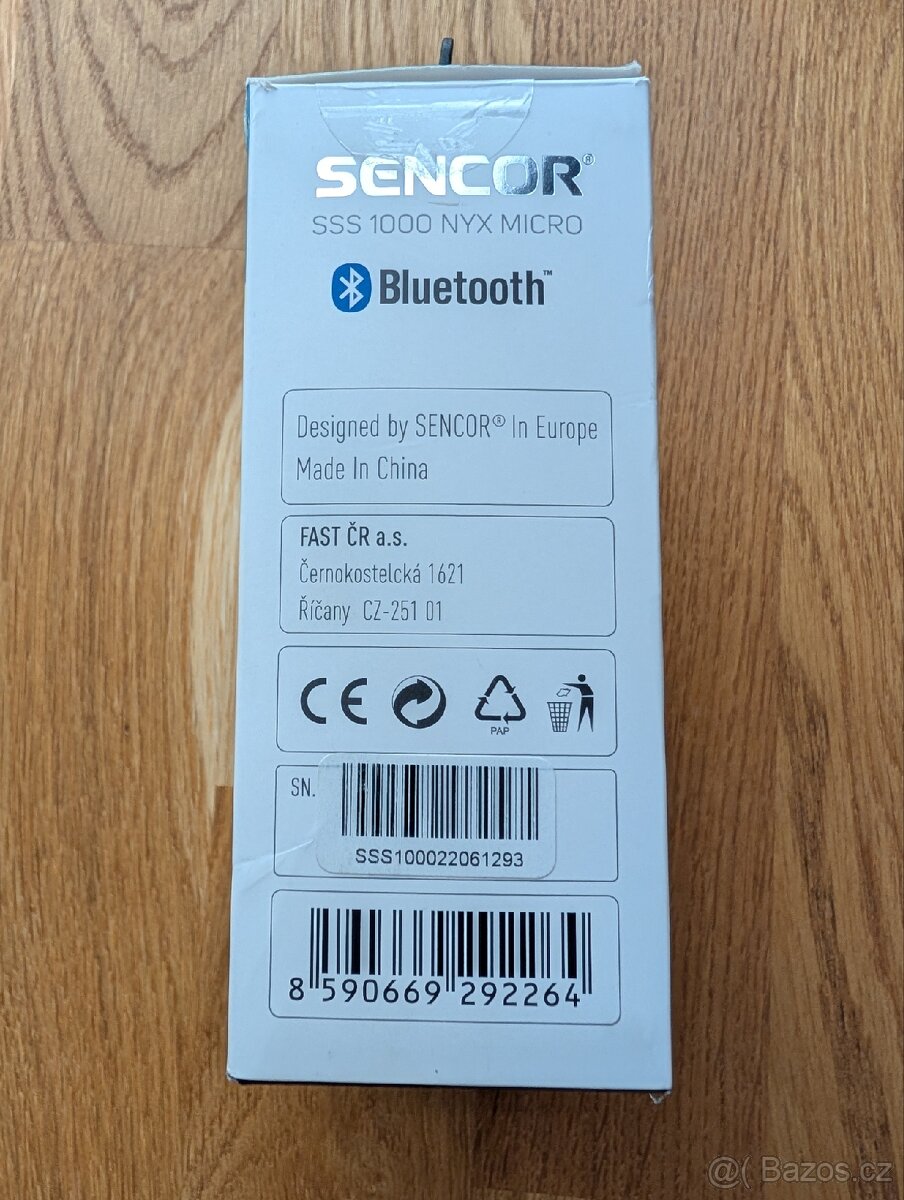 SENCOR®
SSS 1000 NYX MICRO
Bluetooth™
Designed by SENCOR® In Europe
Made In China
FAST ČR a.s.
Černokostelcká 1621
Říčany CZ-251 01
CE
PAP
SN.
SSS100022061293
8 590669 292264
@( Bazos.cz